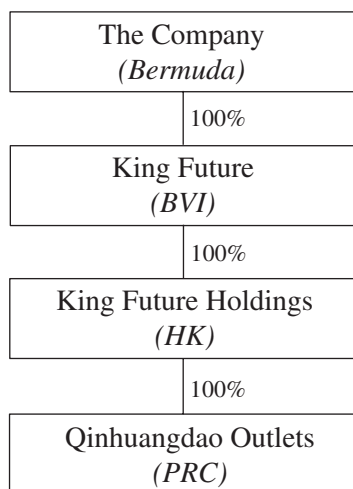 The Company
(Bermuda)
100%
King Future
(BVI)
100%
King Future Holdings
(HK)
100%
Qinhuangdao Outlets
(PRC)